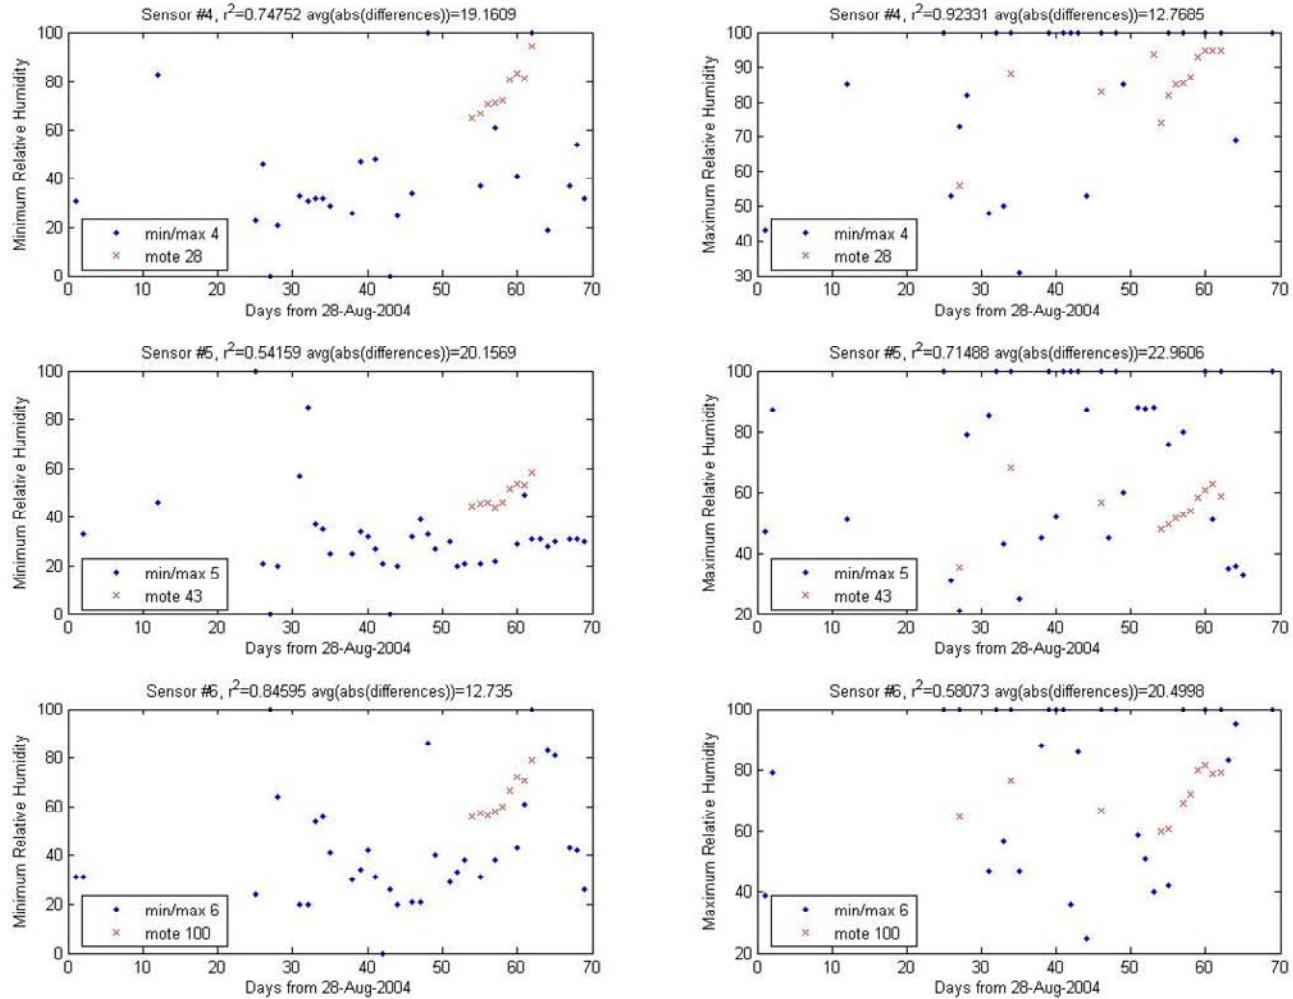 Sensor #4, r²=0.74752 avg(abs(differences))=19.1609
Minimum Relative Humidity
100
80
60
40
20
0
min/max 4
mote 28
0 10 20 30 40 50 60 70
Days from 28-Aug-2004
Sensor #4, r²=0.92331 avg(abs(differences))=12.7685
Maximum Relative Humidity
100
90
80
70
60
50
40
30
min/max 4
mote 28
0 10 20 30 40 50 60 70
Days from 28-Aug-2004
Sensor #5, r²=0.54159 avg(abs(differences))=20.1569
Minimum Relative Humidity
100
80
60
40
20
0
min/max 5
mote 43
0 10 20 30 40 50 60 70
Days from 28-Aug-2004
Sensor #5, r²=0.71488 avg(abs(differences))=22.9606
Maximum Relative Humidity
100
80
60
40
20
min/max 5
mote 43
0 10 20 30 40 50 60 70
Days from 28-Aug-2004
Sensor #6, r²=0.84595 avg(abs(differences))=12.735
Minimum Relative Humidity
100
80
60
40
20
0
min/max 6
mote 100
0 10 20 30 40 50 60 70
Days from 28-Aug-2004
Sensor #6, r²=0.58073 avg(abs(differences))=20.4998
Maximum Relative Humidity
100
80
60
40
20
min/max 6
mote 100
0 10 20 30 40 50 60 70
Days from 28-Aug-2004